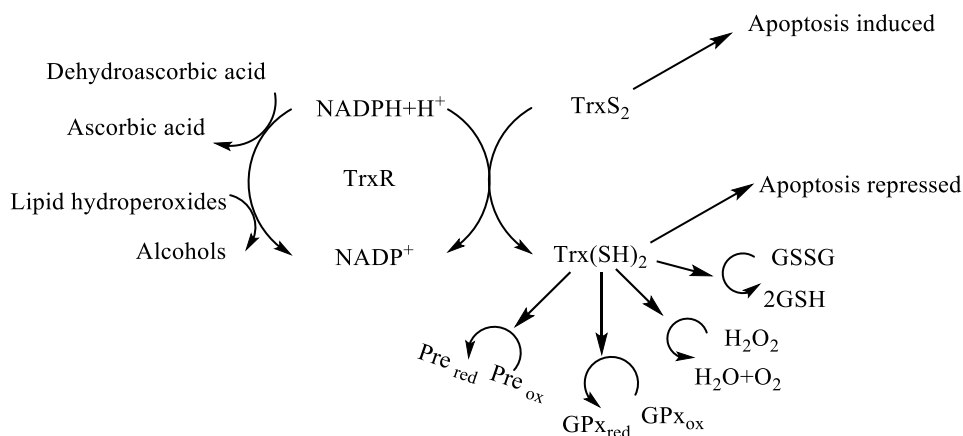 Apoptosis induced
Dehydroascorbic acid
NADPH+H⁺
TrxS₂
Ascorbic acid
TrxR
Apoptosis repressed
Lipid hydroperoxides
Alcohols
NADP⁺
Trx(SH)₂
GSSG
2GSH
H₂O₂
H₂O+O₂
Pre red
Pre ox
GPxred
GPxox